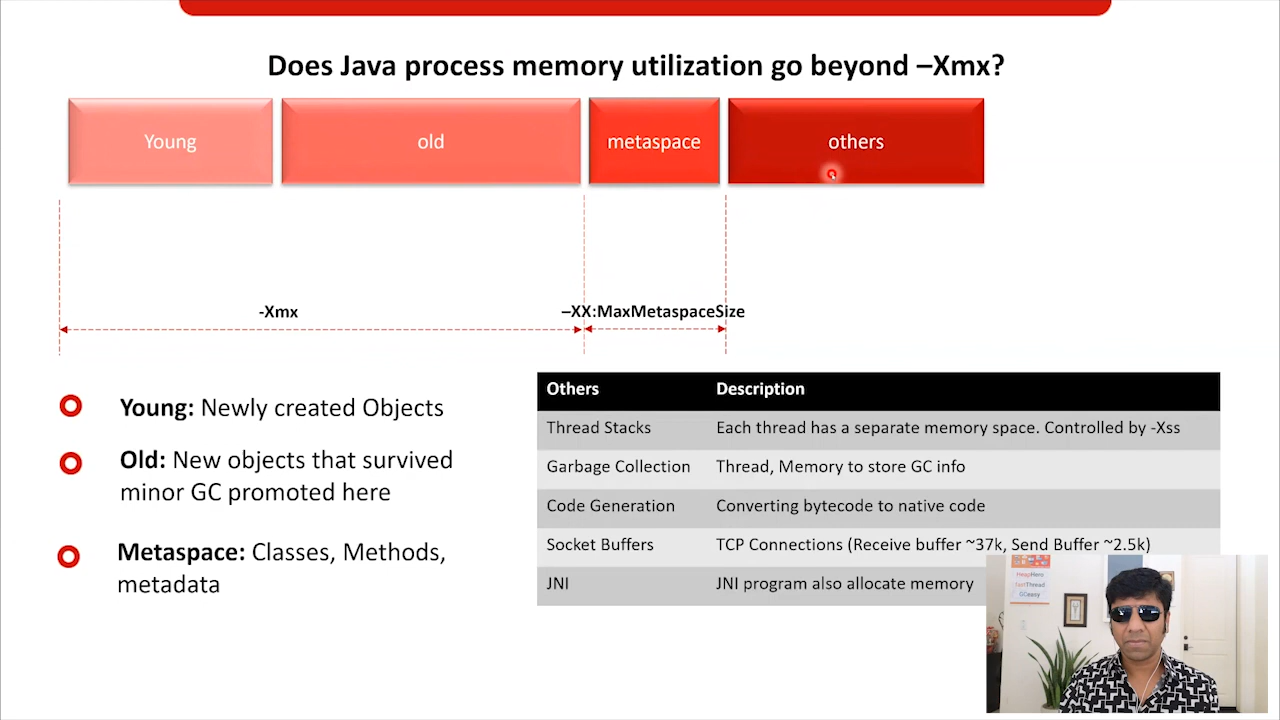 Does Java process memory utilization go beyond –Xmx?
Young
old
metaspace
others
-Xmx
–XX:MaxMetaspaceSize
Young: Newly created Objects
Old: New objects that survived
minor GC promoted here
Metaspace: Classes, Methods,
metadata
Others Description
Thread Stacks Each thread has a separate memory space. Controlled by -Xss
Garbage Collection Thread, Memory to store GC info
Code Generation Converting bytecode to native code
Socket Buffers TCP Connections (Receive buffer ~37k, Send Buffer ~2.5k)
JNI JNI program also allocate memory
HeapHero
fastThread
GCeasy